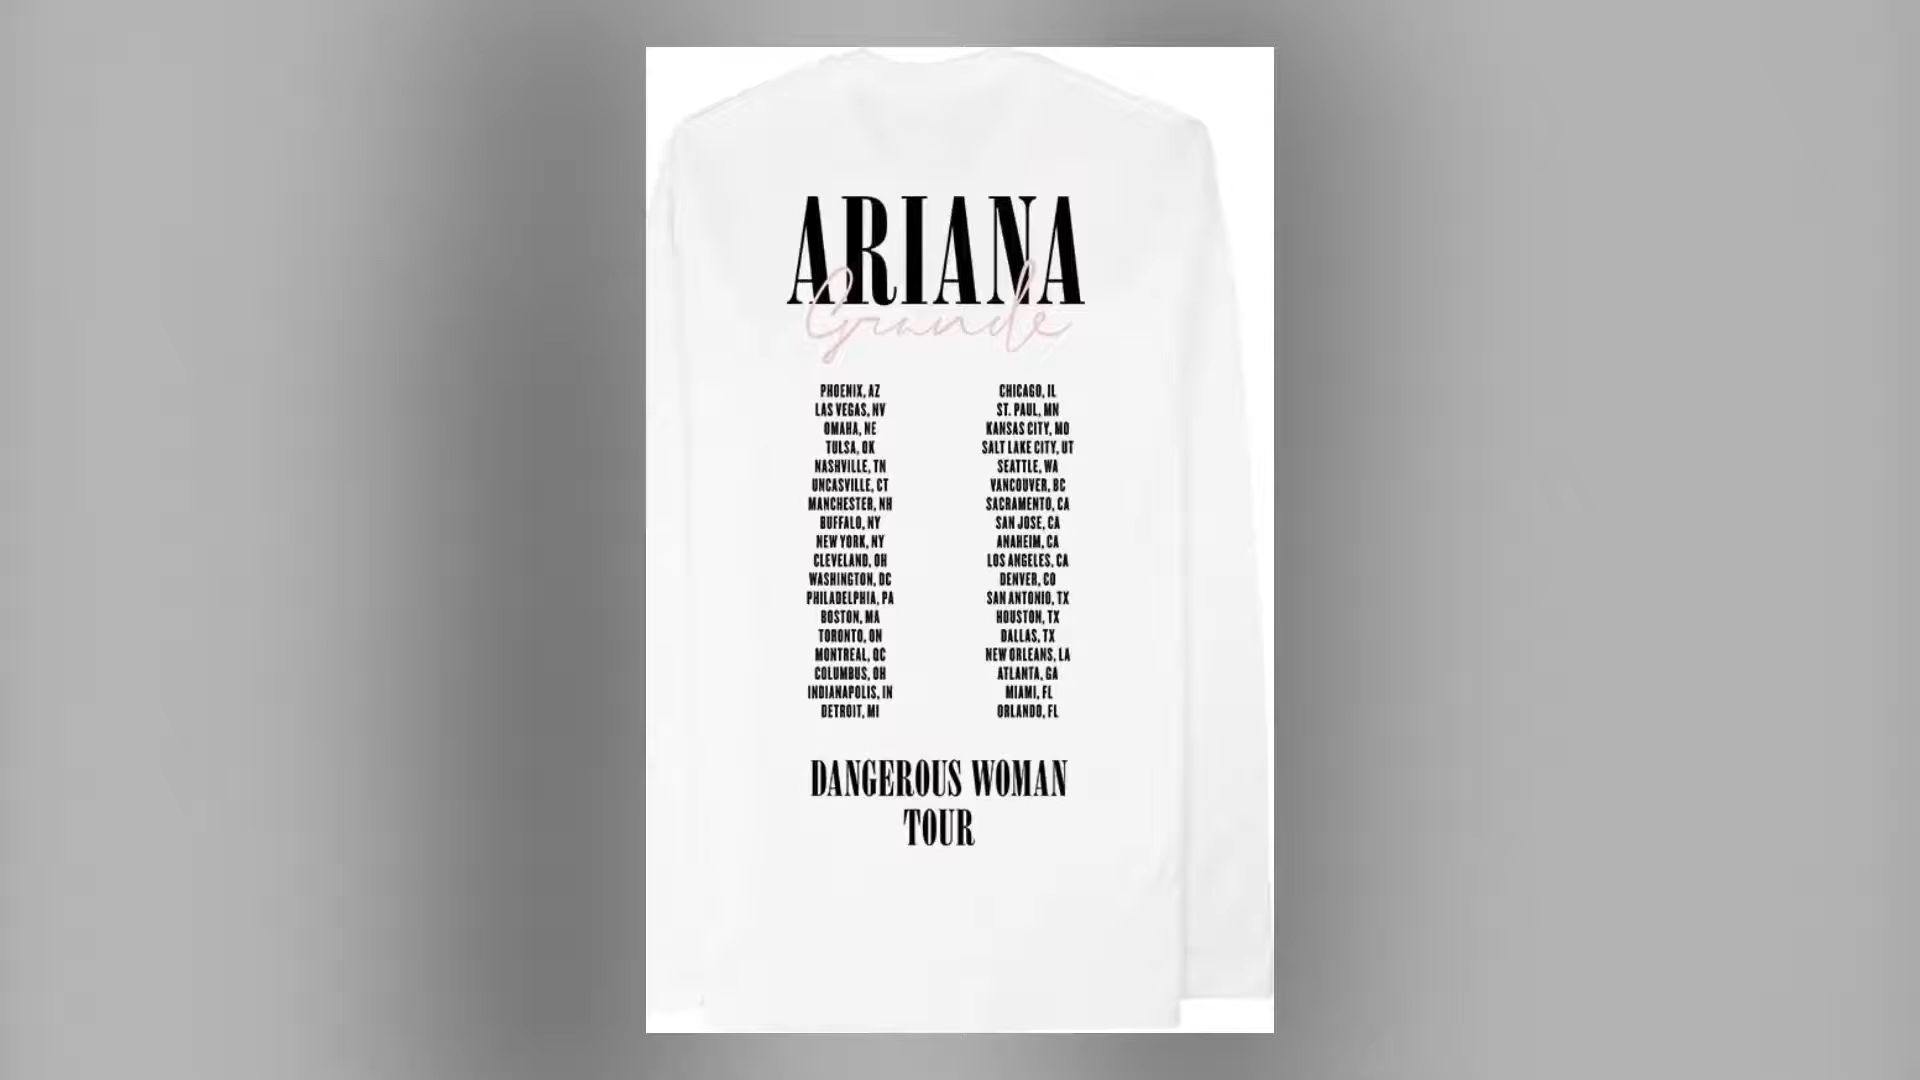 ARIANA
Grande
PHOENIX, AZ
LAS VEGAS, NV
OMAHA, NE
TULSA, OK
NASHVILLE, TN
UNCASVILLE, CT
MANCHESTER, NH
BUFFALO, NY
NEW YORK, NY
CLEVELAND, OH
WASHINGTON, DC
PHILADELPHIA, PA
BOSTON, MA
TORONTO, ON
MONTREAL, QC
COLUMBUS, OH
INDIANAPOLIS, IN
DETROIT, MI
CHICAGO, IL
ST. PAUL, MN
KANSAS CITY, MO
SALT LAKE CITY, UT
SEATTLE, WA
VANCOUVER, BC
SACRAMENTO, CA
SAN JOSE, CA
ANAHEIM, CA
LOS ANGELES, CA
DENVER, CO
SAN ANTONIO, TX
HOUSTON, TX
DALLAS, TX
NEW ORLEANS, LA
ATLANTA, GA
MIAMI, FL
ORLANDO, FL
DANGEROUS WOMAN
TOUR